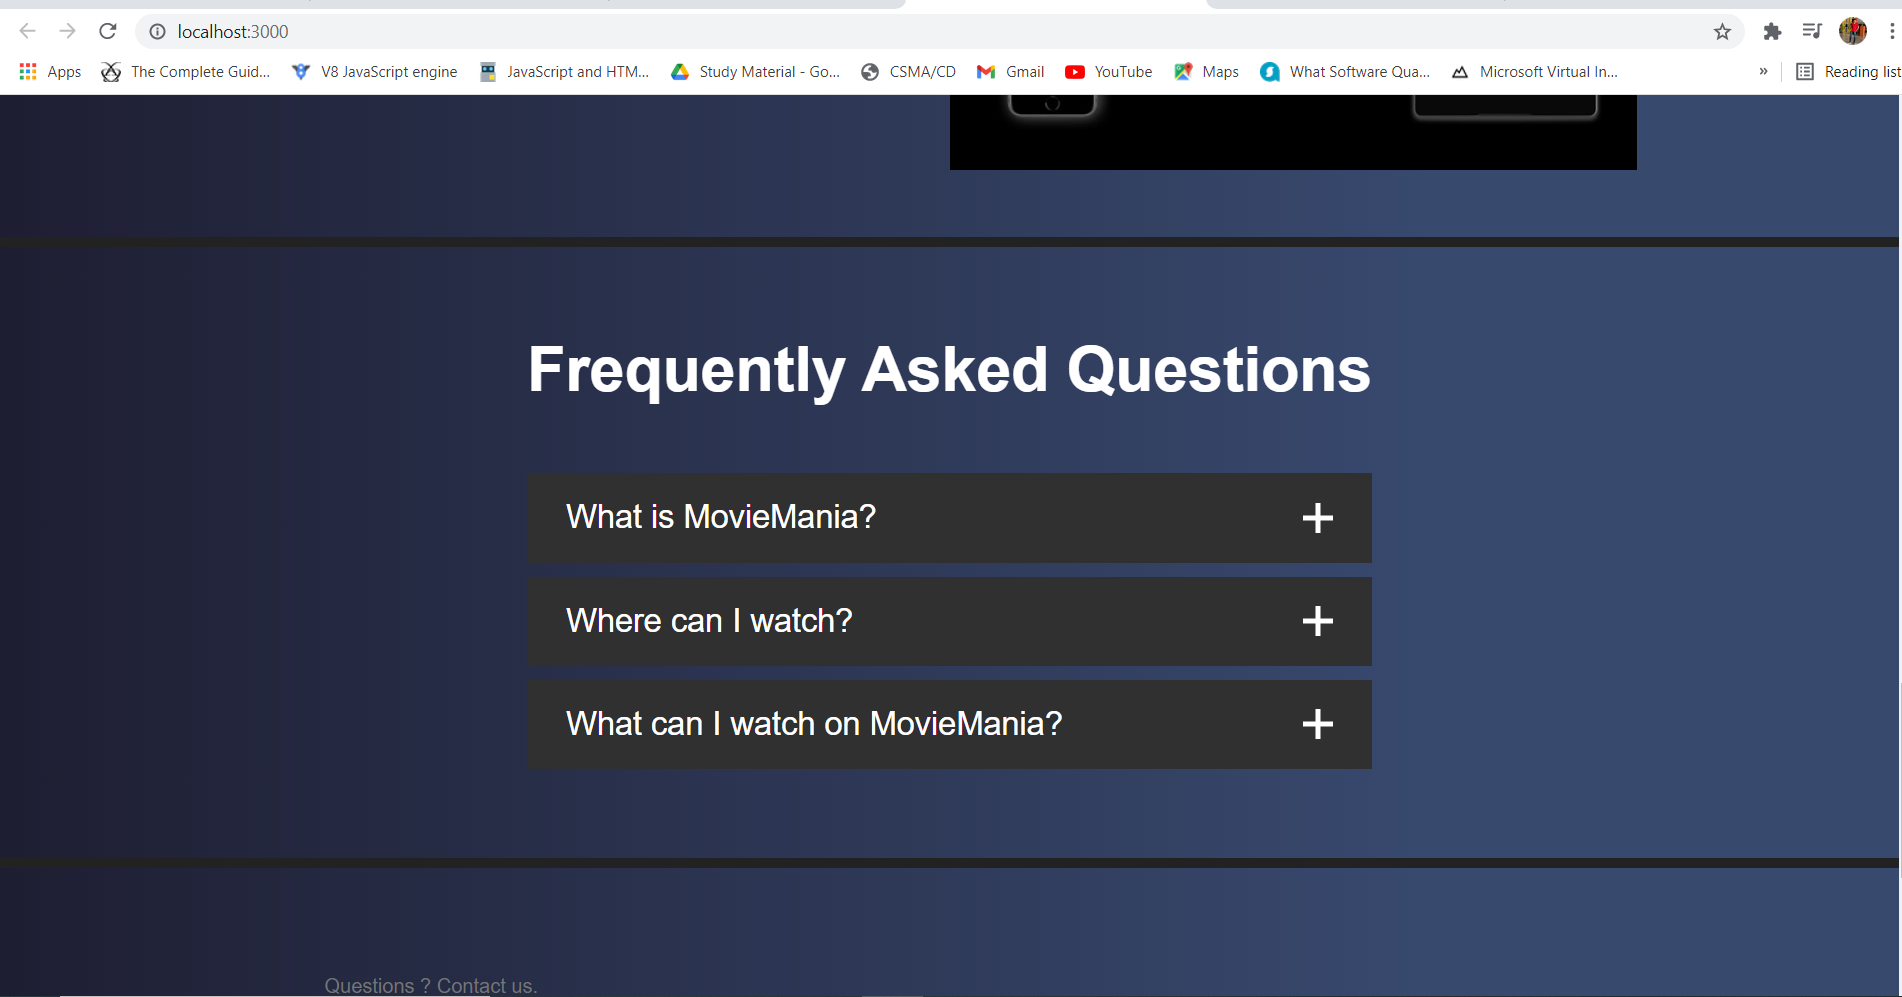 localhost:3000
Apps The Complete Guid... V8 JavaScript engine JavaScript and HTM... Study Material - Go... CSMA/CD Gmail YouTube Maps What Software Qua... Microsoft Virtual In... » Reading list
Frequently Asked Questions
What is MovieMania?
Where can I watch?
What can I watch on MovieMania?
Questions ? Contact us.